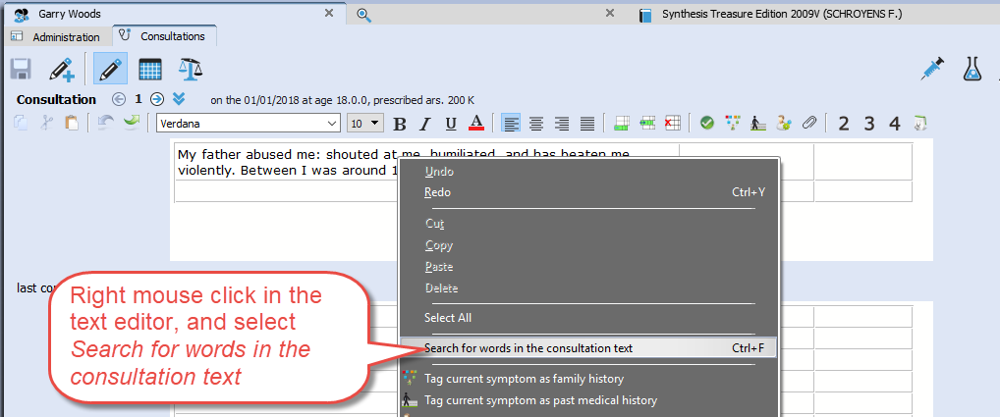 Garry Woods
Synthesis Treasure Edition 2009V (SCHROYENS F.)
Administration
Consultations
Consultation
1
on the 01/01/2018 at age 18.0.0, prescribed ars. 200 K
Verdana
10
B I U A
2 3 4
My father abused me: shouted at me, humiliated, and has beaten me
violently. Between I was around 1
Undo
Redo Ctrl+Y
Cut
Copy
Paste
Delete
Select All
Search for words in the consultation text Ctrl+F
Tag current symptom as family history
Tag current symptom as past medical history
last co
Right mouse click in the
text editor, and select
Search for words in the
consultation text